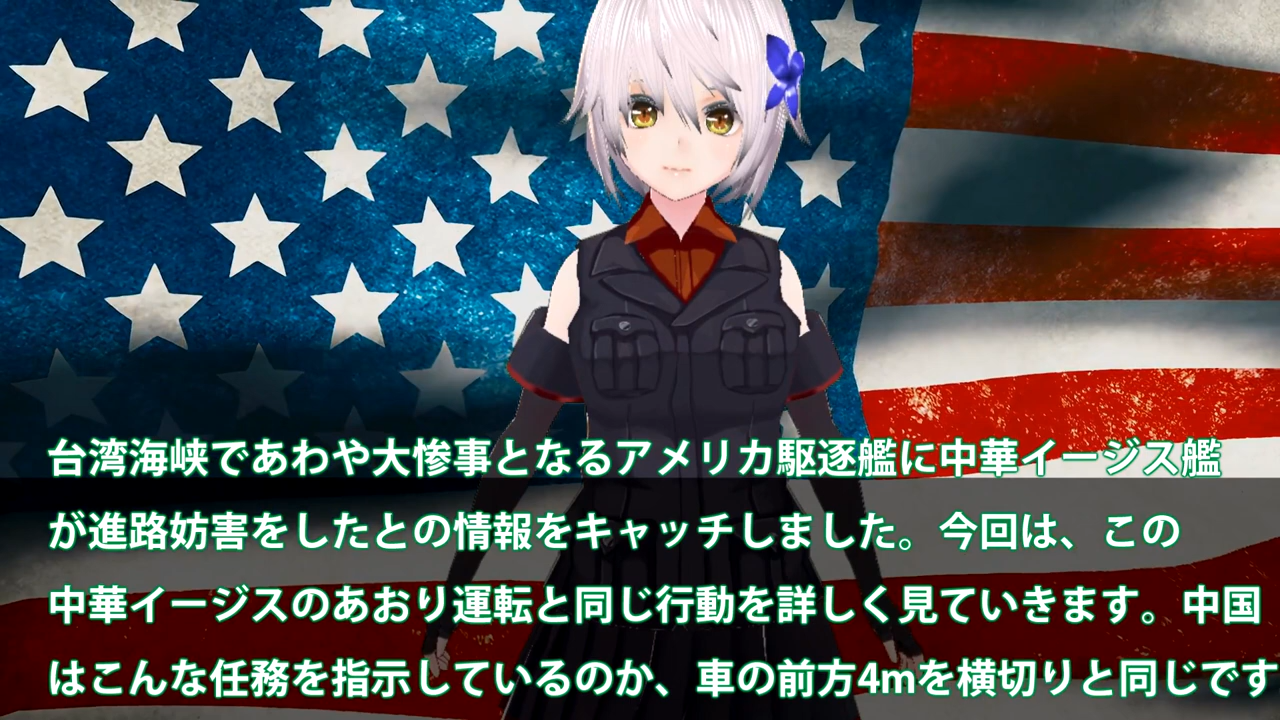 台湾海峡であわや大惨事となるアメリカ駆逐艦に中華イージス艦
が進路妨害をしたとの情報をキャッチしました。今回は、この
中華イージスのあおり運転と同じ行動を詳しく見ていきます。中国
はこんな任務を指示しているのか、車の前方4mを横切りと同じです